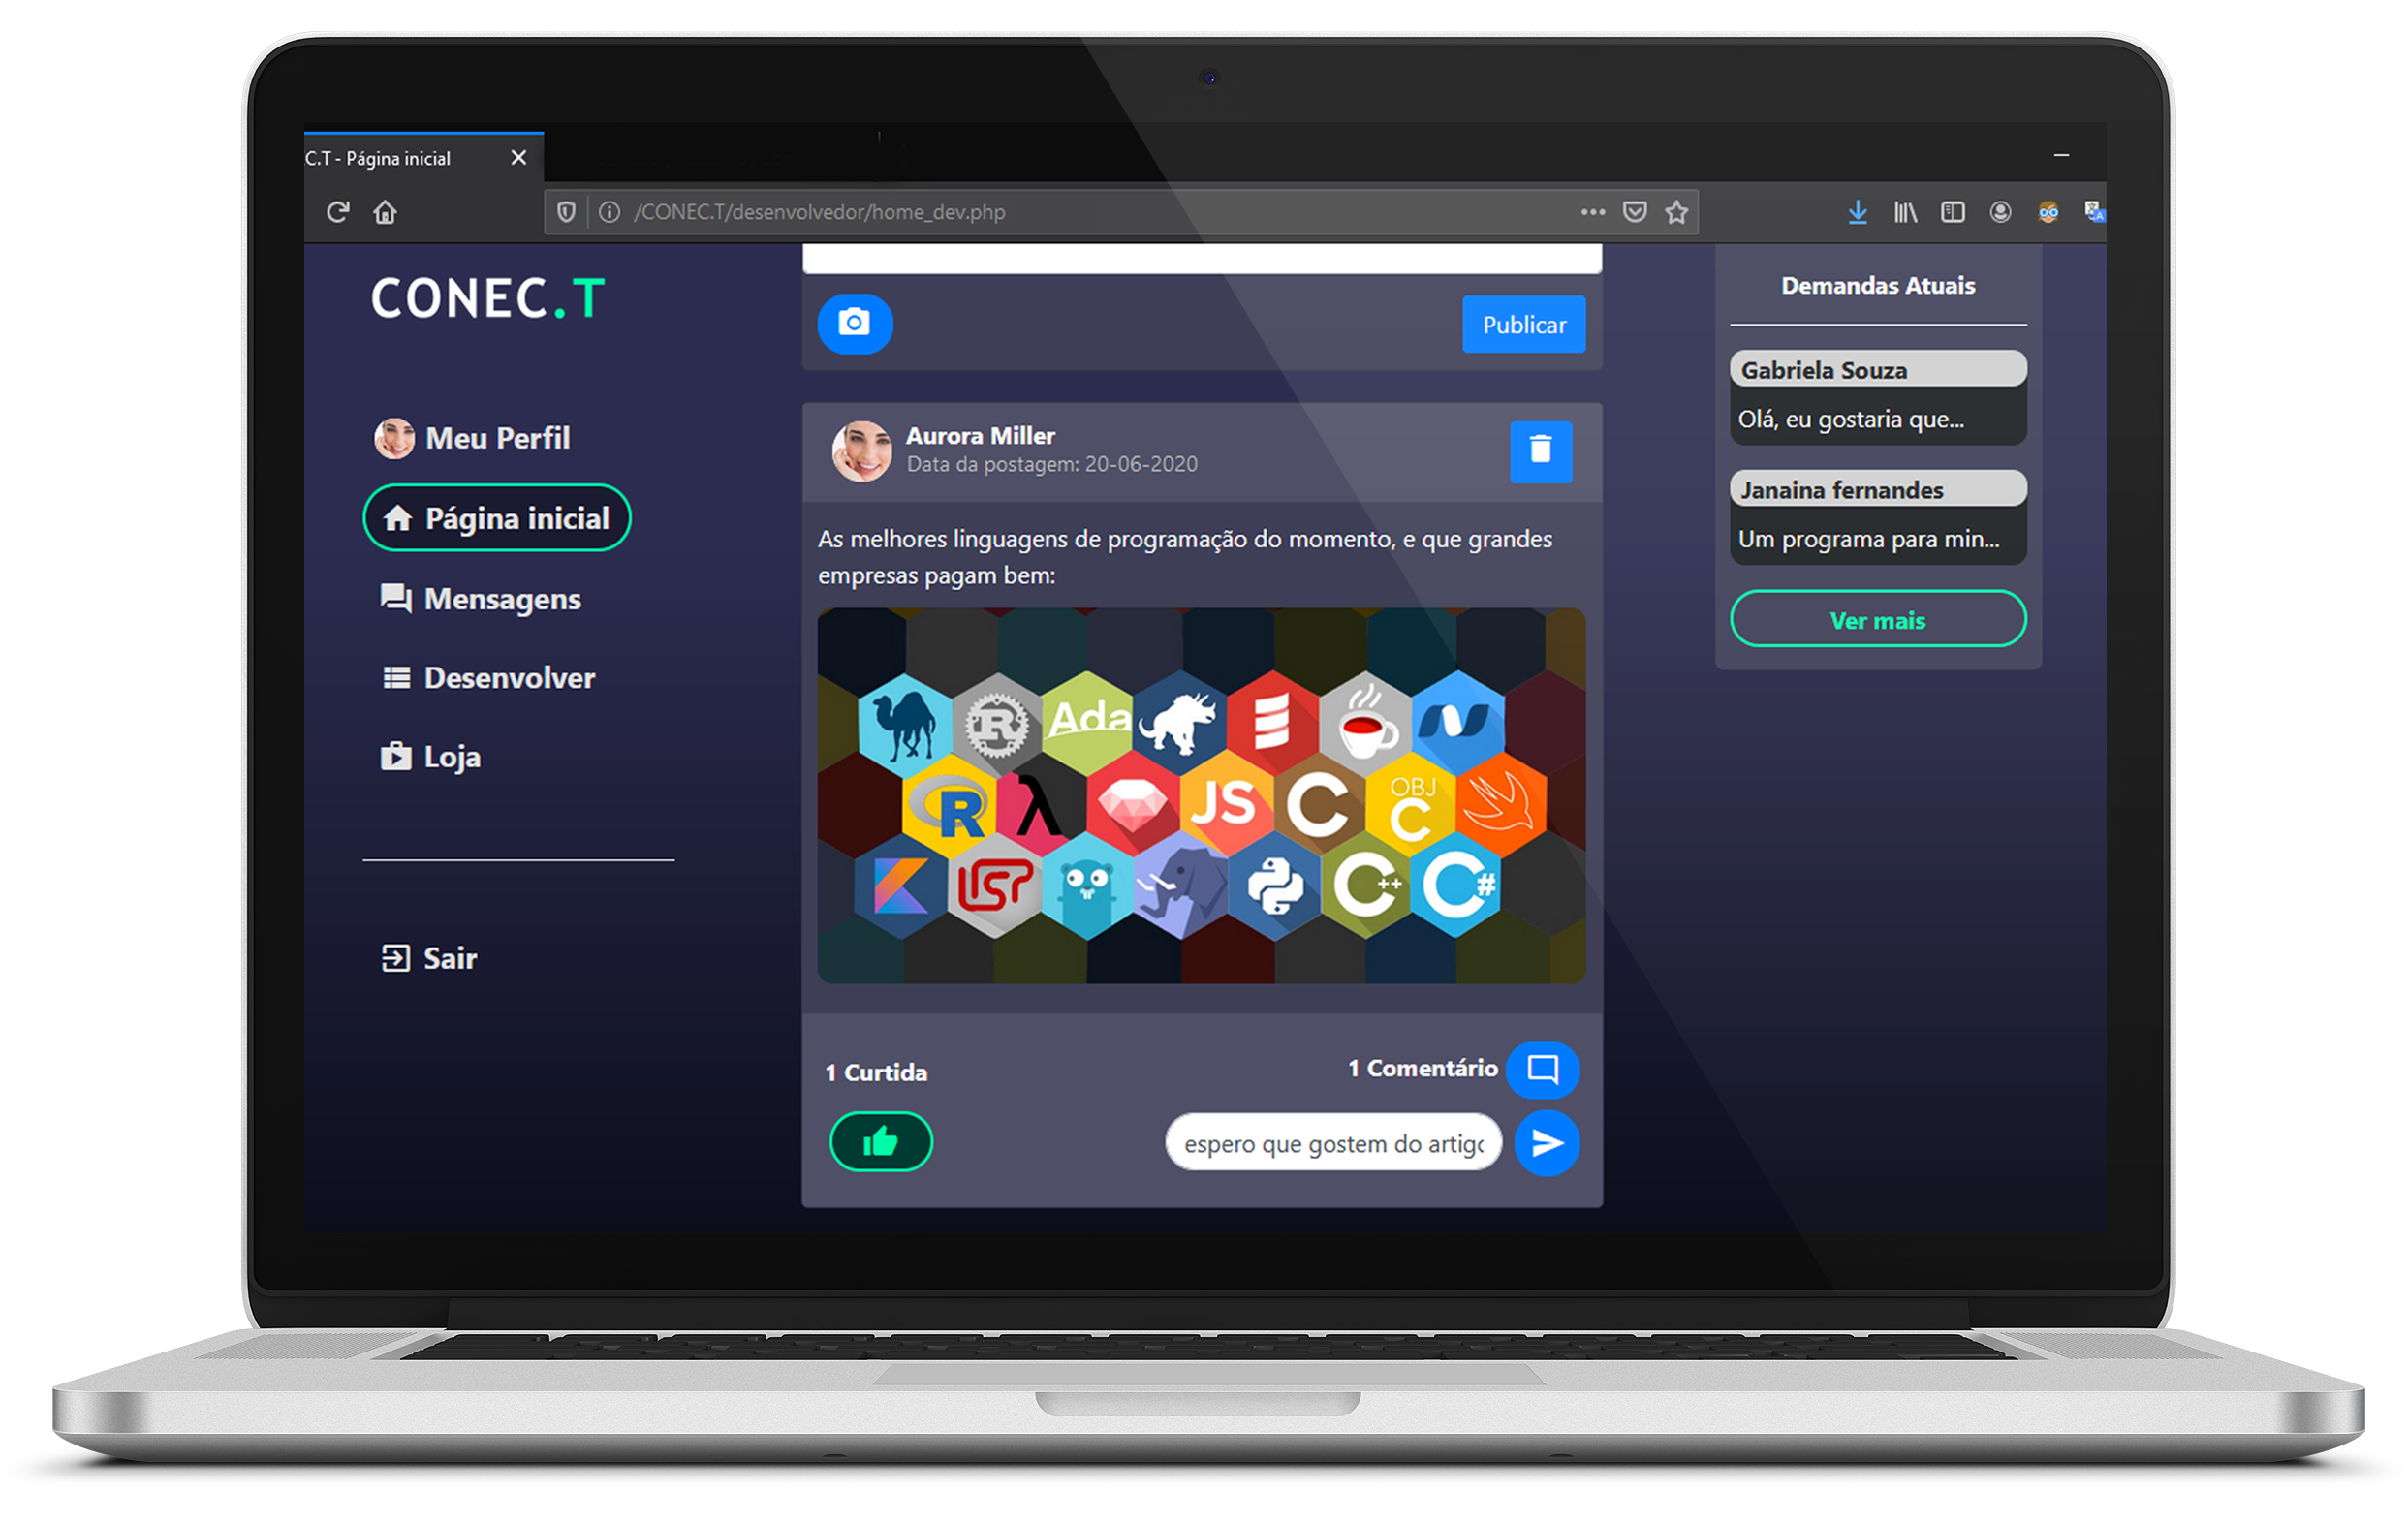 C.T - Página inicial
/CONEC.T/desenvolvedor/home_dev.php
CONEC.T
Meu Perfil
Página inicial
Mensagens
Desenvolver
Loja
Sair
Publicar
Aurora Miller
Data da postagem: 20-06-2020
As melhores linguagens de programação do momento, e que grandes
empresas pagam bem:
R Ada
R λ JS C OBJ C
LISP C++ C#
1 Curtida
1 Comentário
espero que gostem do artigo
Demandas Atuais
Gabriela Souza
Olá, eu gostaria que...
Janaina fernandes
Um programa para min...
Ver mais